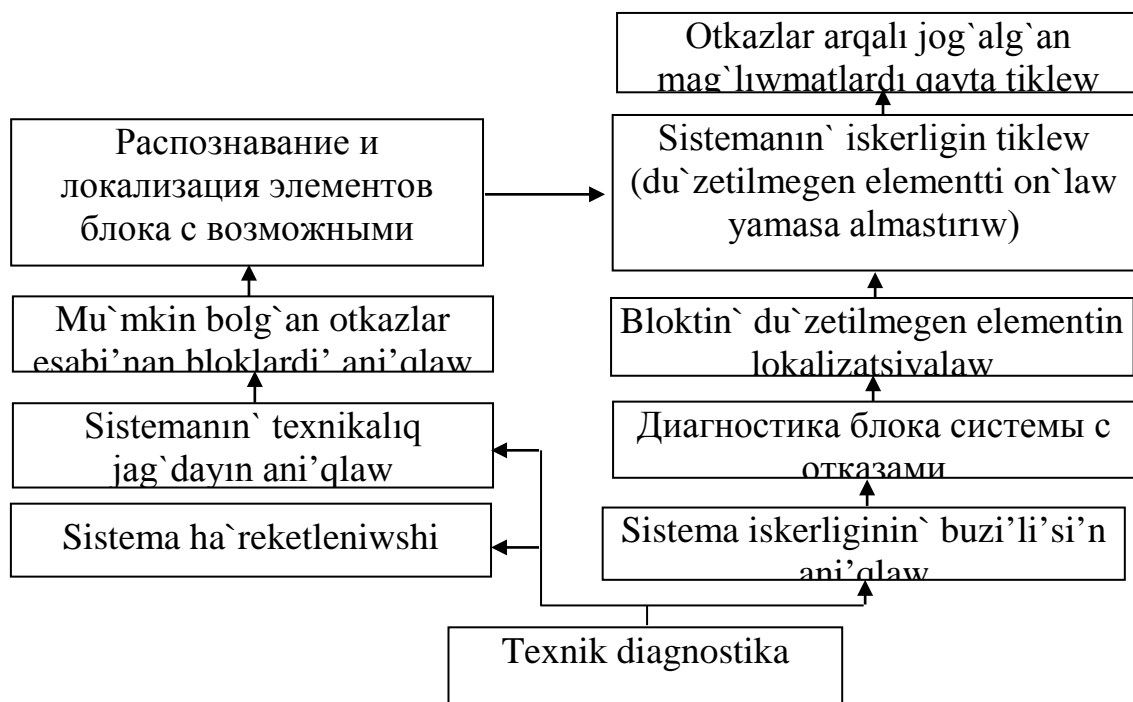 Otkazlar arqalı jog`alg`an
mag`lıwmatlardı qayta tiklew
Распознавание и
локализация элементов
блока с возможными
Sistemanın` iskerligin tiklew
(du`zetilmegen elementti on`law
yamasa almastırıw)
Mu`mkin bolg`an otkazlar
esabi’nan bloklardi’ ani’qlaw
Bloktin` du`zetilmegen elementin
lokalizatsiyalaw
Sistemanın` texnikalıq
jag`dayın ani’qlaw
Диагностика блока системы с
отказами
Sistema ha`reketleniwshi
Sistema iskerliginin` buzi’li’si’n
ani’qlaw
Texnik diagnostika